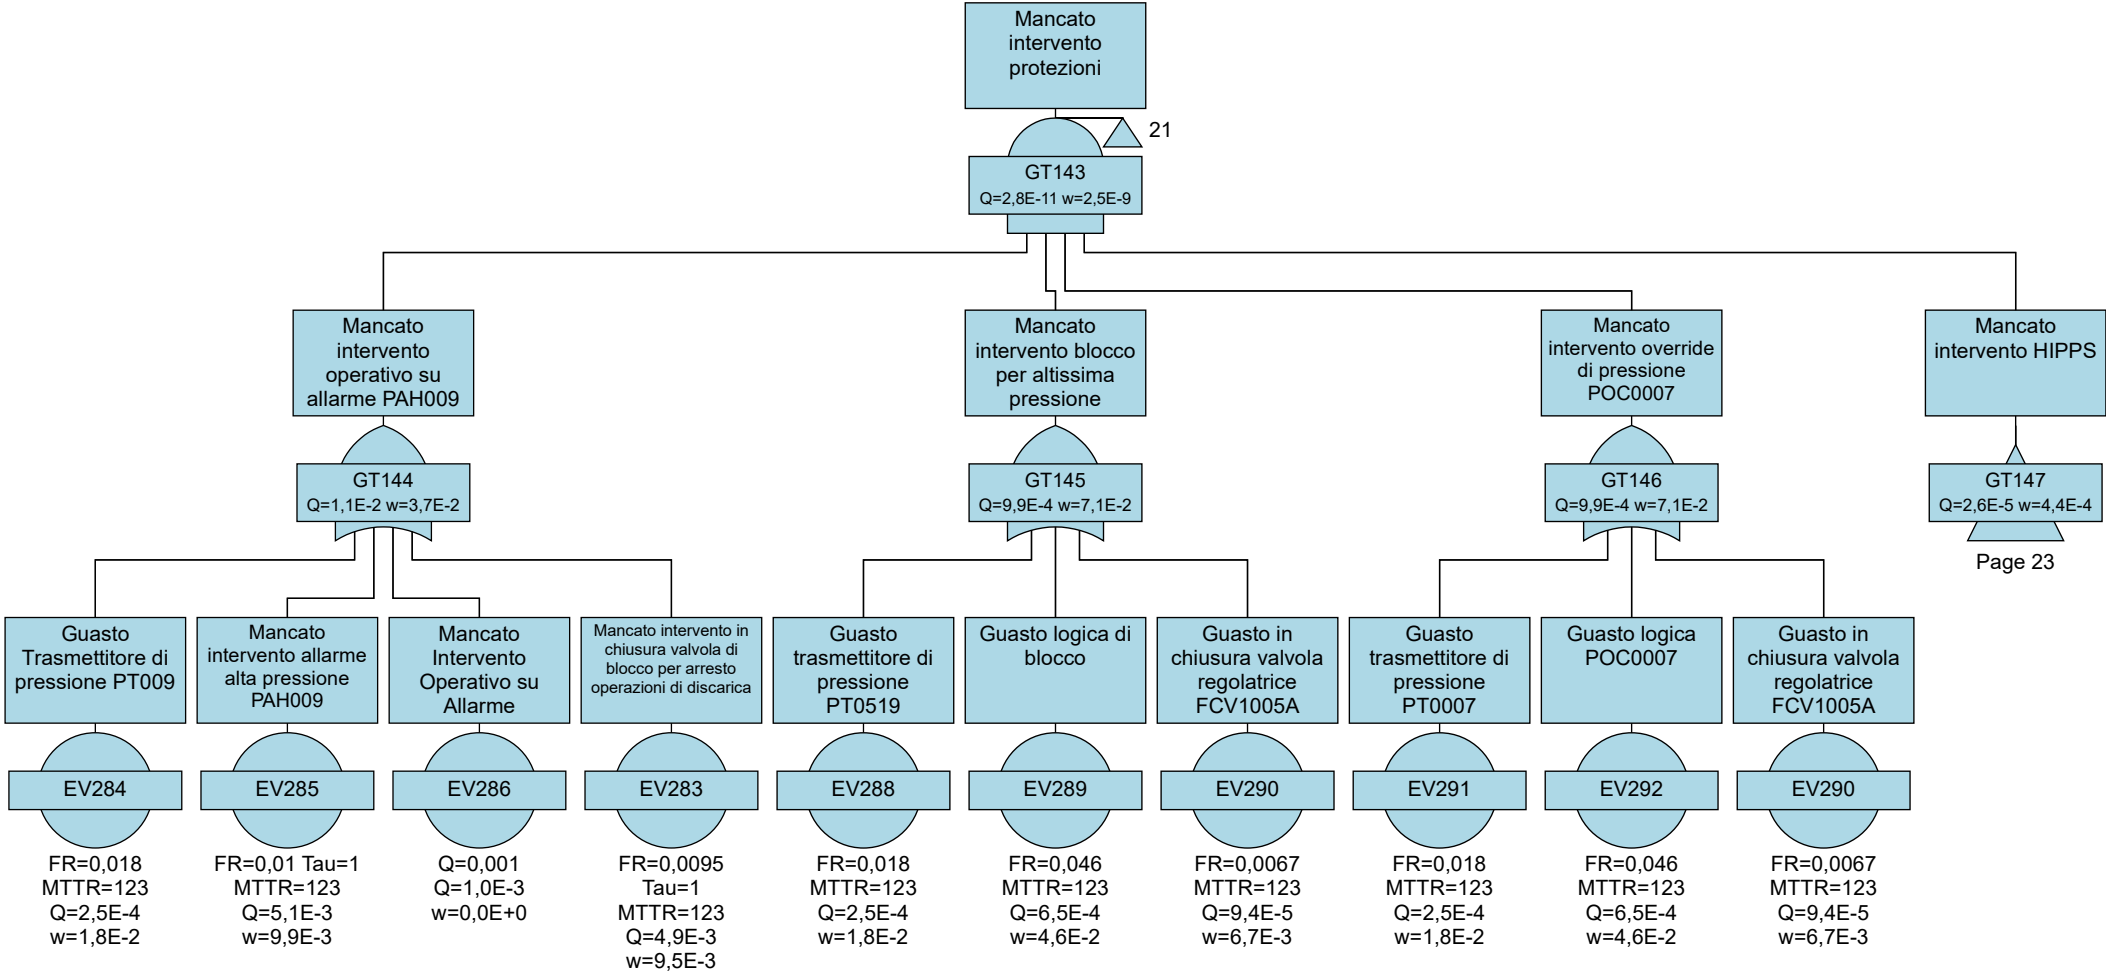 Mancato
intervento
protezioni
21
GT143
Q=2,8E-11 w=2,5E-9
Mancato
intervento
operativo su
allarme PAH009
GT144
Q=1,1E-2 w=3,7E-2
Mancato
intervento blocco
per altissima
pressione
GT145
Q=9,9E-4 w=7,1E-2
Mancato
intervento override
di pressione
POC0007
GT146
Q=9,9E-4 w=7,1E-2
Mancato
intervento HIPPS
GT147
Q=2,6E-5 w=4,4E-4
Page 23
Guasto
Trasmettitore di
pressione PT009
EV284
FR=0,018
MTTR=123
Q=2,5E-4
w=1,8E-2
Mancato
intervento allarme
alta pressione
PAH009
EV285
FR=0,01 Tau=1
MTTR=123
Q=5,1E-3
w=9,9E-3
Mancato
Intervento
Operativo su
Allarme
EV286
Q=0,001
Q=1,0E-3
w=0,0E+0
Mancato intervento in
chiusura valvola di
blocco per arresto
operazioni di discarica
EV283
FR=0,0095
Tau=1
MTTR=123
Q=4,9E-3
w=9,5E-3
Guasto
trasmettitore di
pressione
PT0519
EV288
FR=0,018
MTTR=123
Q=2,5E-4
w=1,8E-2
Guasto logica di
blocco
EV289
FR=0,046
MTTR=123
Q=6,5E-4
w=4,6E-2
Guasto in
chiusura valvola
regolatrice
FCV1005A
EV290
FR=0,0067
MTTR=123
Q=9,4E-5
w=6,7E-3
Guasto
trasmettitore di
pressione
PT0007
EV291
FR=0,018
MTTR=123
Q=2,5E-4
w=1,8E-2
Guasto logica
POC0007
EV292
FR=0,046
MTTR=123
Q=6,5E-4
w=4,6E-2
Guasto in
chiusura valvola
regolatrice
FCV1005A
EV290
FR=0,0067
MTTR=123
Q=9,4E-5
w=6,7E-3